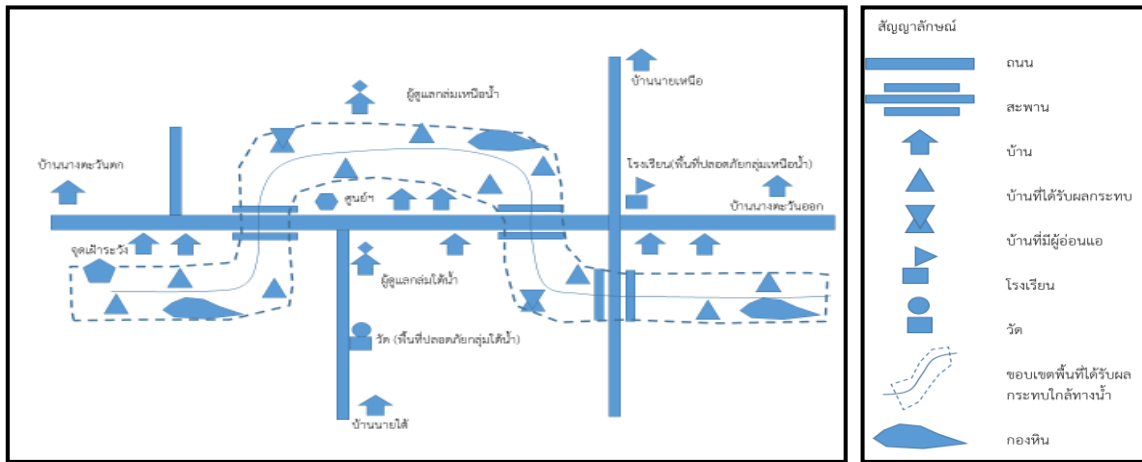 บ้านนายเหนือ
ผู้ดูแลกลุ่มเหนือน้ำ
บ้านนางตะวันตก
โรงเรียน(พื้นที่ปลอดภัยกลุ่มเหนือน้ำ)
ศูนย์ฯ
บ้านนางตะวันออก
จุดเฝ้าระวัง
ผู้ดูแลกลุ่มใต้น้ำ
วัด (พื้นที่ปลอดภัยกลุ่มใต้น้ำ)
บ้านนายใต้
สัญญาลักษณ์
ถนน
สะพาน
บ้าน
บ้านที่ได้รับผลกระทบ
บ้านที่มีผู้อ่อนแอ
โรงเรียน
วัด
ขอบเขตพื้นที่ได้รับผล
กระทบใกล้ทางน้ำ
กองหิน